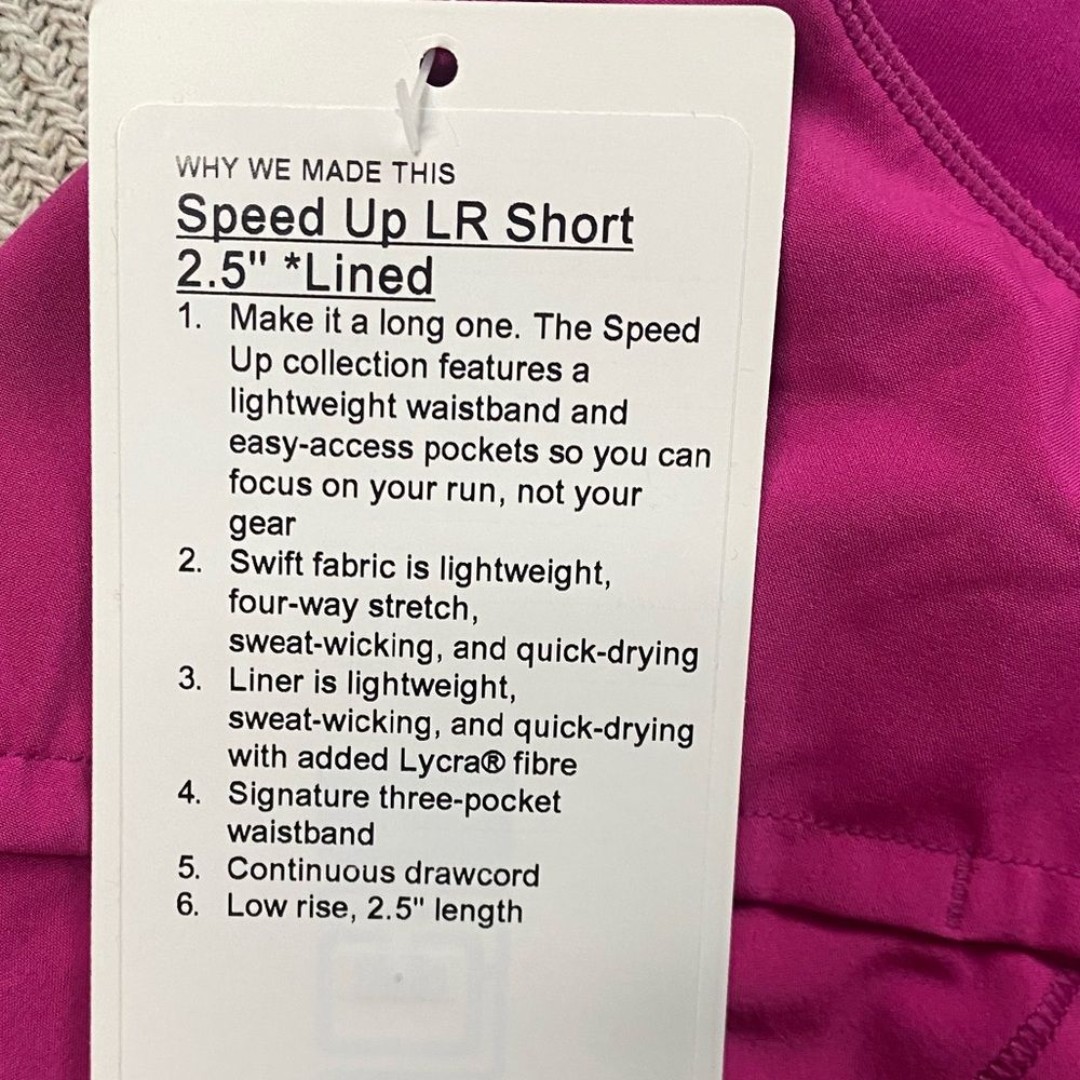 WHY WE MADE THIS
Speed Up LR Short
2.5" *Lined
1. Make it a long one. The Speed
Up collection features a
lightweight waistband and
easy-access pockets so you can
focus on your run, not your
gear
2. Swift fabric is lightweight,
four-way stretch,
sweat-wicking, and quick-drying
3. Liner is lightweight,
sweat-wicking, and quick-drying
with added Lycra® fibre
4. Signature three-pocket
waistband
5. Continuous drawcord
6. Low rise, 2.5" length